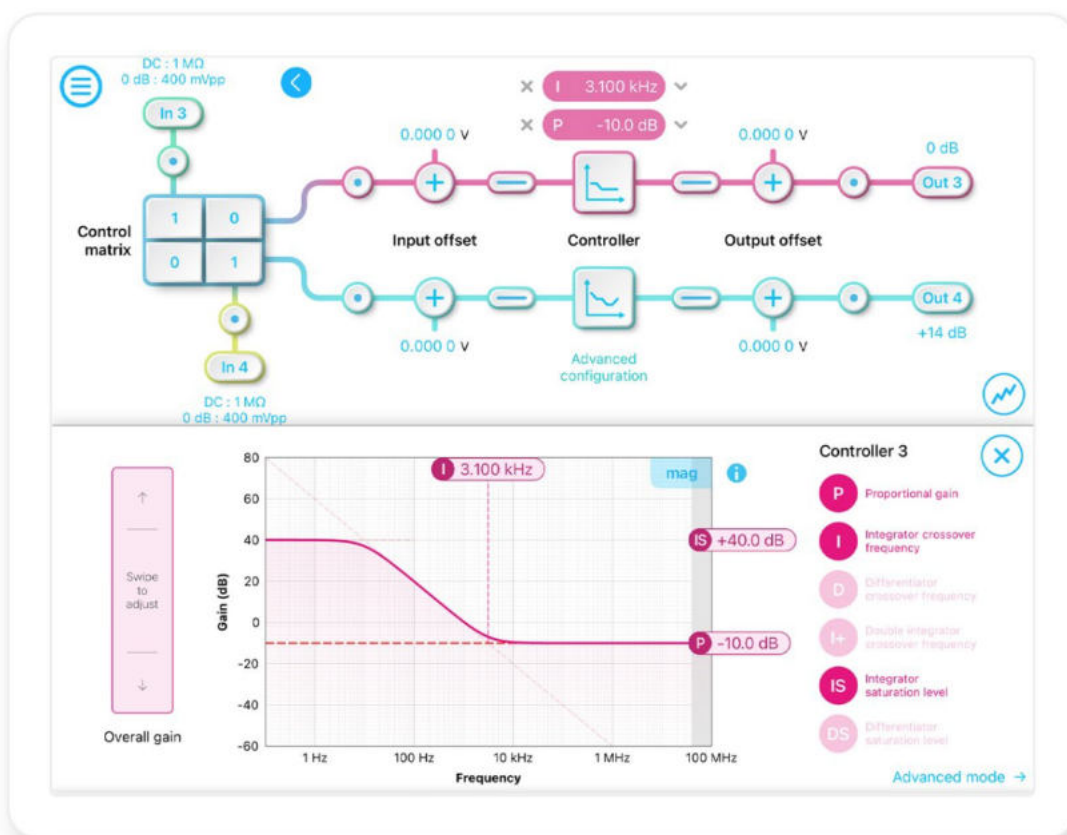 DC : 1 MΩ
0 dB : 400 mVpp
In 3
I 3.100 kHz
P -10.0 dB
0.000 0 V
0.000 0 V
0 dB
Out 3
Control
matrix
1 0
0 1
Input offset
Controller
Output offset
Out 4
+14 dB
0.000 0 V
0.000 0 V
Advanced
configuration
In 4
DC : 1 MΩ
0 dB : 400 mVpp
Swipe
to
adjust
Overall gain
Gain (dB)
80
60
40
20
0
-20
-40
-60
I 3.100 kHz
mag
IS +40.0 dB
P -10.0 dB
1 Hz
100 Hz
10 kHz
1 MHz
100 MHz
Frequency
Controller 3
P Proportional gain
I Integrator crossover
frequency
D Differentiator
crossover frequency
I+ Double integrator
crossover frequency
IS Integrator
saturation level
DS Differentiator
saturation level
Advanced mode →